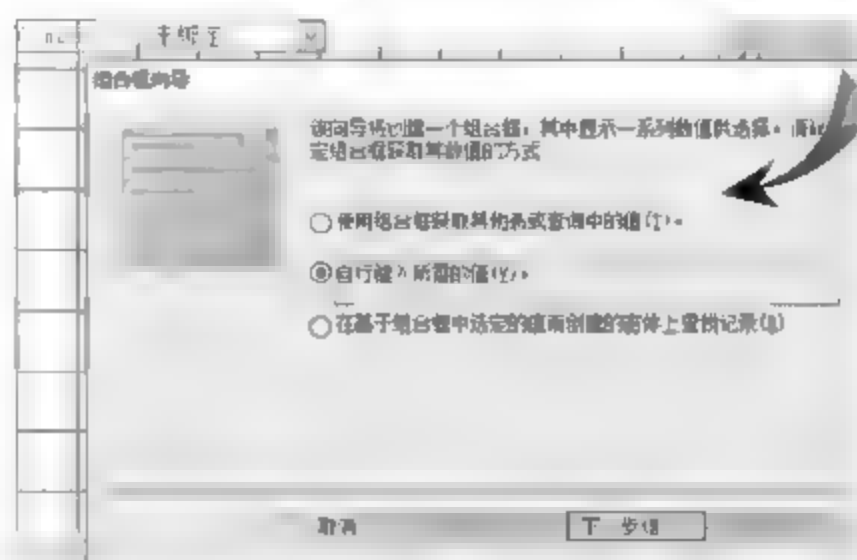 未绑定
组合框向导
该向导将创建一个组合框，其中显示一系列数值供选择。请
定组合框获取其数值的方式
使用组合框获取其他表或查询中的值(T)。
自行键入所需的值(V)。
在基于组合框中选定的值而创建的窗体上查找记录(R)
取消
下一步(N)